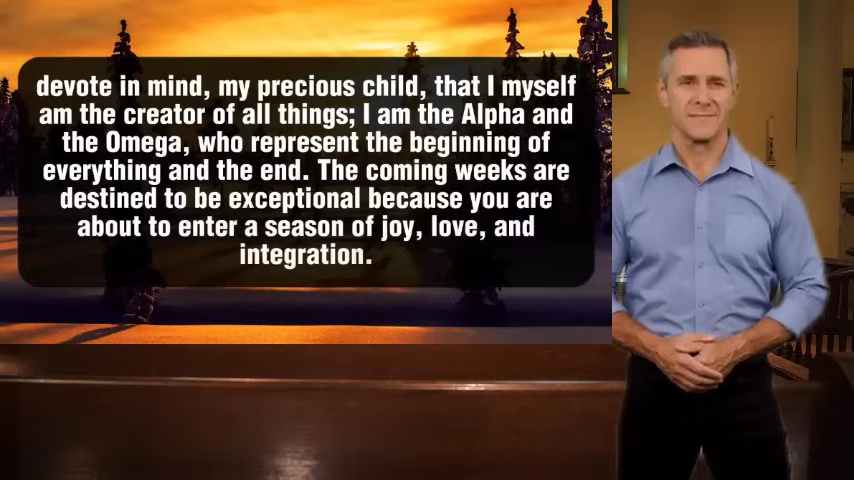 devote in mind, my precious child, that I myself
am the creator of all things; I am the Alpha and
the Omega, who represent the beginning of
everything and the end. The coming weeks are
destined to be exceptional because you are
about to enter a season of joy, love, and
integration.